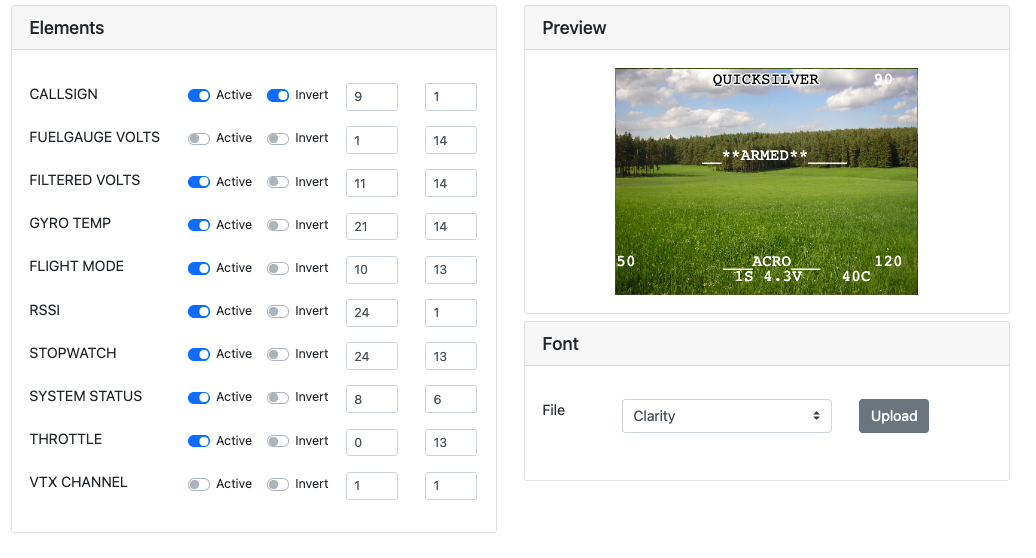 Elements
CALLSIGN Active Invert 9 1
FUELGAUGE VOLTS Active Invert 1 14
FILTERED VOLTS Active Invert 11 14
GYRO TEMP Active Invert 21 14
FLIGHT MODE Active Invert 10 13
RSSI Active Invert 24 1
STOPWATCH Active Invert 24 13
SYSTEM STATUS Active Invert 8 6
THROTTLE Active Invert 0 13
VTX CHANNEL Active Invert 1 1
Preview
QUICKSILVER 90
__**ARMED**____
50 ___ACRO___ 120
1S 4.3V 40C
Font
File Clarity Upload